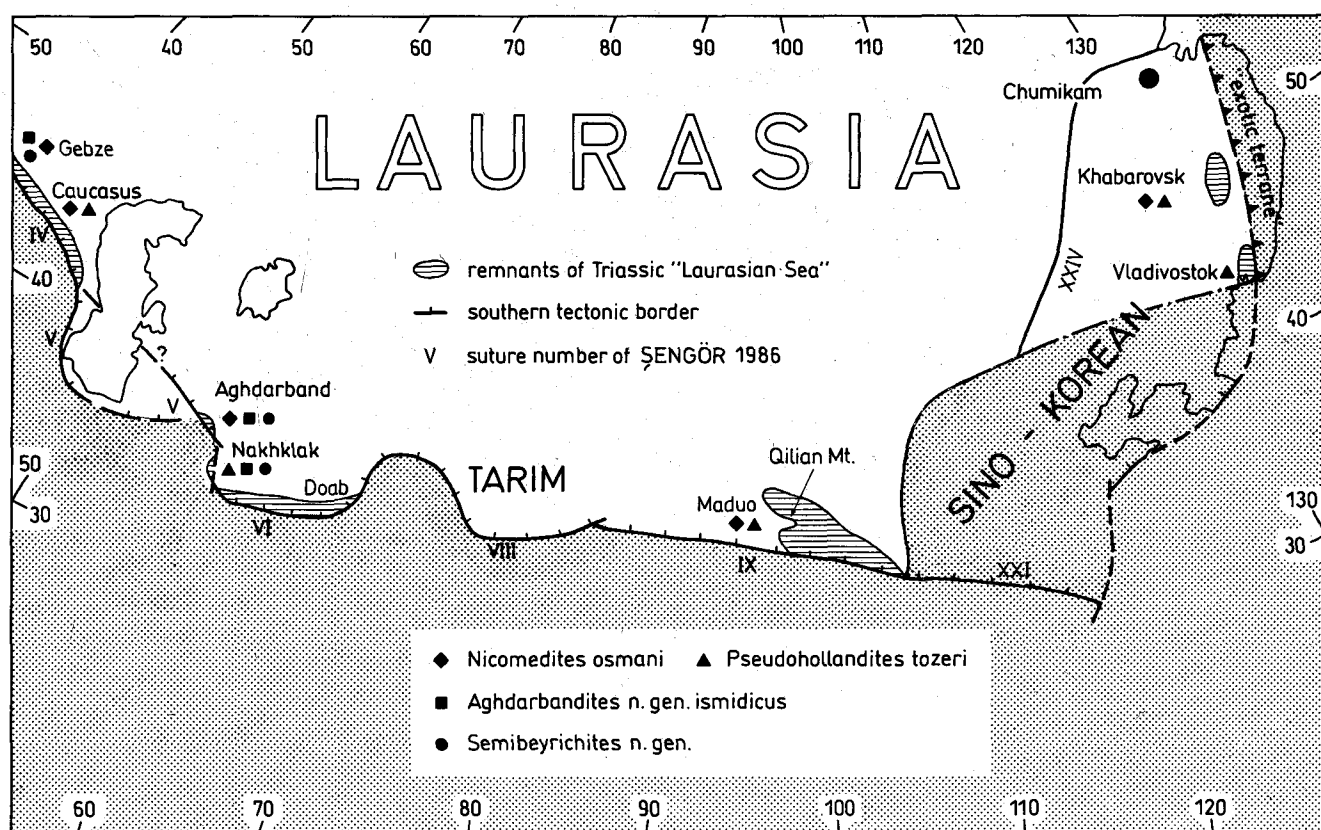 50 40 50 60 70 80 90 100 110 120 130
50
exotic terrane
Chumikam
LAURASIA
Gebze
Khabarovsk
Caucasus
IV
remnants of Triassic "Laurasian Sea"
XXIV
Vladivostok
40
southern tectonic border
40
V
V suture number of ŞENGÖR 1986
?
SINO - KOREAN
Aghdarband
V
Nakhklak
Qilian Mt.
50
Doab
TARIM
Maduo
130
30
VI
VIII
IX
XXI
30
Nicomedites osmani Pseudohollandites tozeri
Aghdarbandites n. gen. ismidicus
Semibeyrichites n. gen.
60 70 80 90 100 110 120